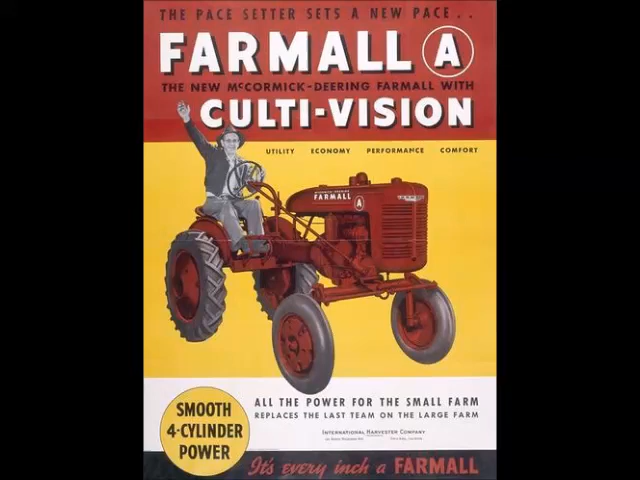 THE PACE SETTER SETS A NEW PACE..
FARMALL A
THE NEW McCORMICK-DEERING FARMALL WITH
CULTI-VISION
UTILITY ECONOMY PERFORMANCE COMFORT
FARMALL A
ALL THE POWER FOR THE SMALL FARM
REPLACES THE LAST TEAM ON THE LARGE FARM
INTERNATIONAL HARVESTER COMPANY
SMOOTH
4-CYLINDER
POWER
It's every inch a FARMALL